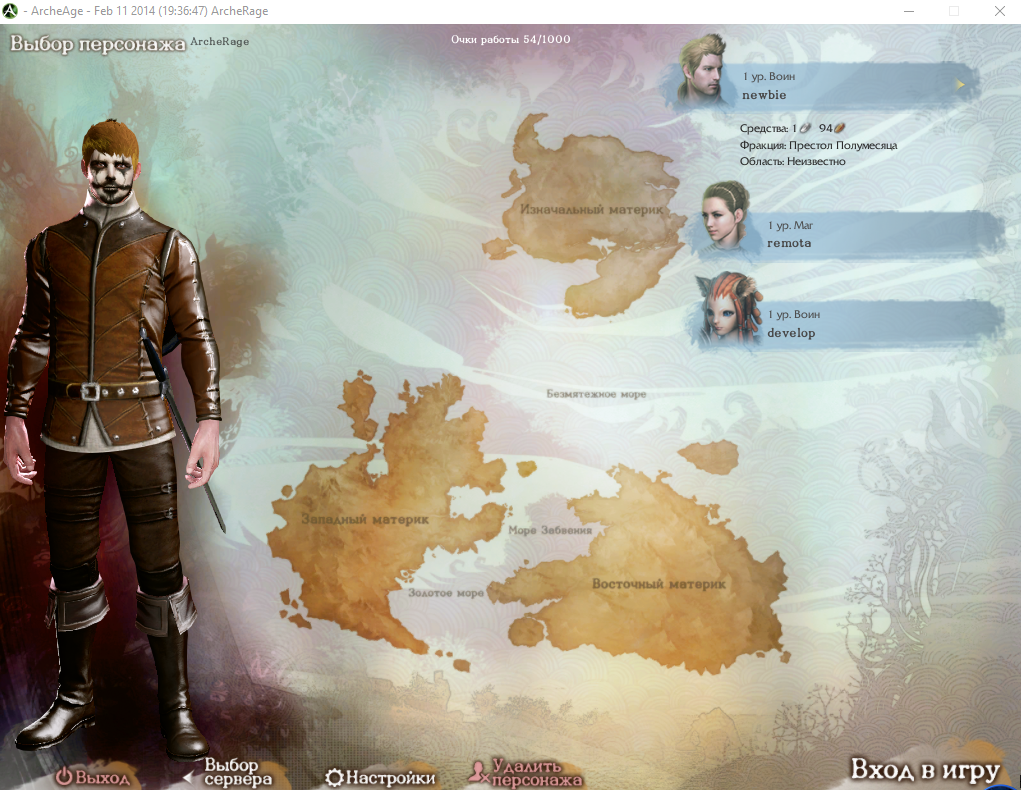 - ArcheAge - Feb 11 2014 (19:36:47) ArcheRage
Выбор персонажа ArcheRage
Очки работы 54/1000
1 ур. Воин
newbie
Средства: 1 94
Фракция: Престол Полумесяца
Область: Неизвестно
Изначальный материк
1 ур. Маг
remota
1 ур. Воин
develop
Безмятежное море
Западный материк
Море Забвения
Восточный материк
Золотое море
Выход
Выбор
сервера
Настройки
Удалить
персонажа
Вход в игру